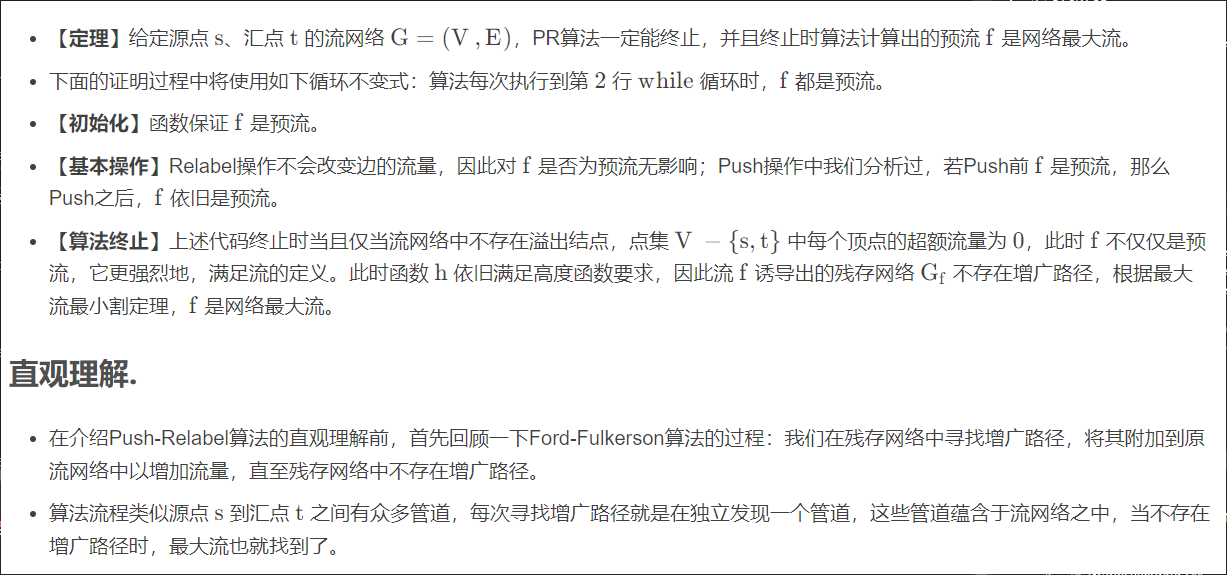 【定理】给定源点 s、汇点 t 的流网络 G = (V , E)，PR算法一定能终止，并且终止时算法计算出的预流 f 是网络最大流。
下面的证明过程中将使用如下循环不变式：算法每次执行到第 2 行 while 循环时，f 都是预流。
【初始化】函数保证 f 是预流。
【基本操作】Relabel操作不会改变边的流量，因此对 f 是否为预流无影响；Push操作中我们分析过，若Push前 f 是预流，那么
Push之后，f 依旧是预流。
【算法终止】上述代码终止时当且仅当流网络中不存在溢出结点，点集 V − {s, t} 中每个顶点的超额流量为 0，此时 f 不仅仅是预
流，它更强烈地，满足流的定义。此时函数 h 依旧满足高度函数要求，因此流 f 诱导出的残存网络 G_f 不存在增广路径，根据最大
流最小割定理，f 是网络最大流。
直观理解.
在介绍Push-Relabel算法的直观理解前，首先回顾一下Ford-Fulkerson算法的过程：我们在残存网络中寻找增广路径，将其附加到原
流网络中以增加流量，直至残存网络中不存在增广路径。
算法流程类似源点 s 到汇点 t 之间有众多管道，每次寻找增广路径就是在独立发现一个管道，这些管道蕴含于流网络之中，当不存在
增广路径时，最大流也就找到了。